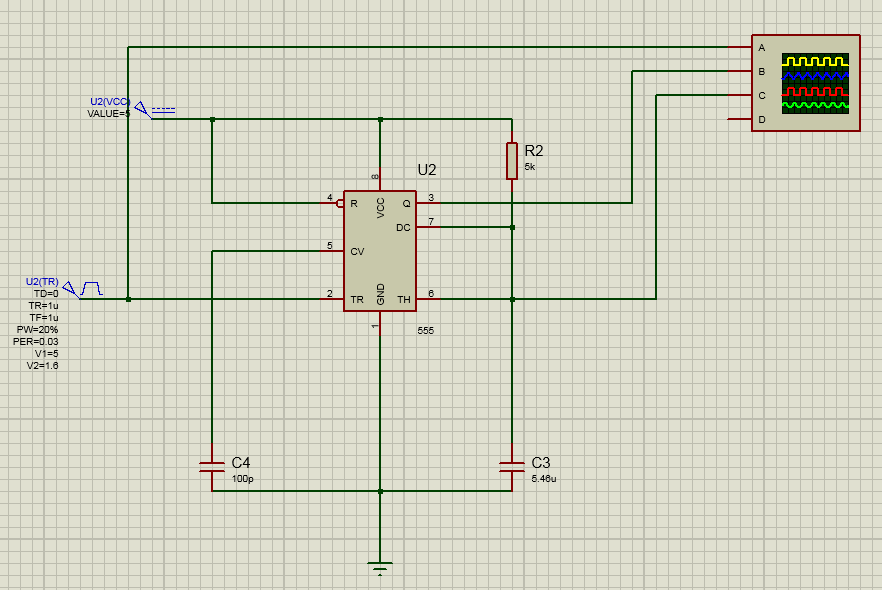 A
B
C
D
U2(VCC)
VALUE=5
R2
5k
U2
8
4
R
VCC
Q
3
DC
7
5
CV
2
TR
GND
TH
6
1
555
U2(TR)
TD=0
TR=1u
TF=1u
PW=20%
PER=0.03
V1=5
V2=1.6
C4
100p
C3
5.46u